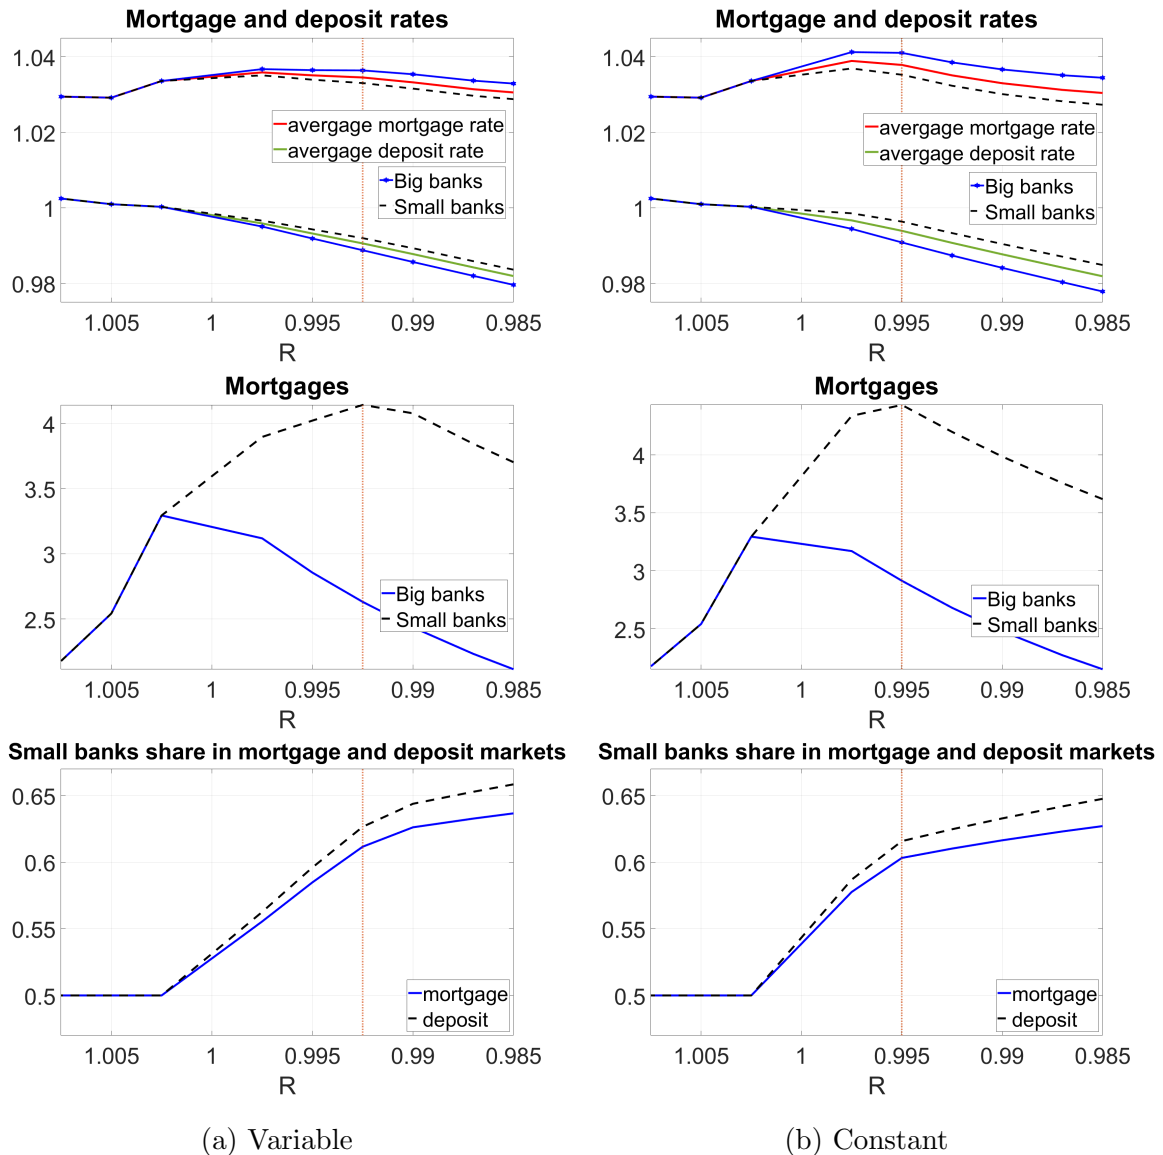 Mortgage and deposit rates
1.04
1.02
1
0.98
avergage mortgage rate
avergage deposit rate
Big banks
Small banks
1.005 1 0.995 0.99 0.985
R
Mortgage and deposit rates
1.04
1.02
1
0.98
avergage mortgage rate
avergage deposit rate
Big banks
Small banks
1.005 1 0.995 0.99 0.985
R
Mortgages
4
3.5
3
2.5
Big banks
Small banks
1.005 1 0.995 0.99 0.985
R
Mortgages
4
3.5
3
2.5
Big banks
Small banks
1.005 1 0.995 0.99 0.985
R
Small banks share in mortgage and deposit markets
0.65
0.6
0.55
0.5
mortgage
deposit
1.005 1 0.995 0.99 0.985
R
Small banks share in mortgage and deposit markets
0.65
0.6
0.55
0.5
mortgage
deposit
1.005 1 0.995 0.99 0.985
R
(a) Variable
(b) Constant